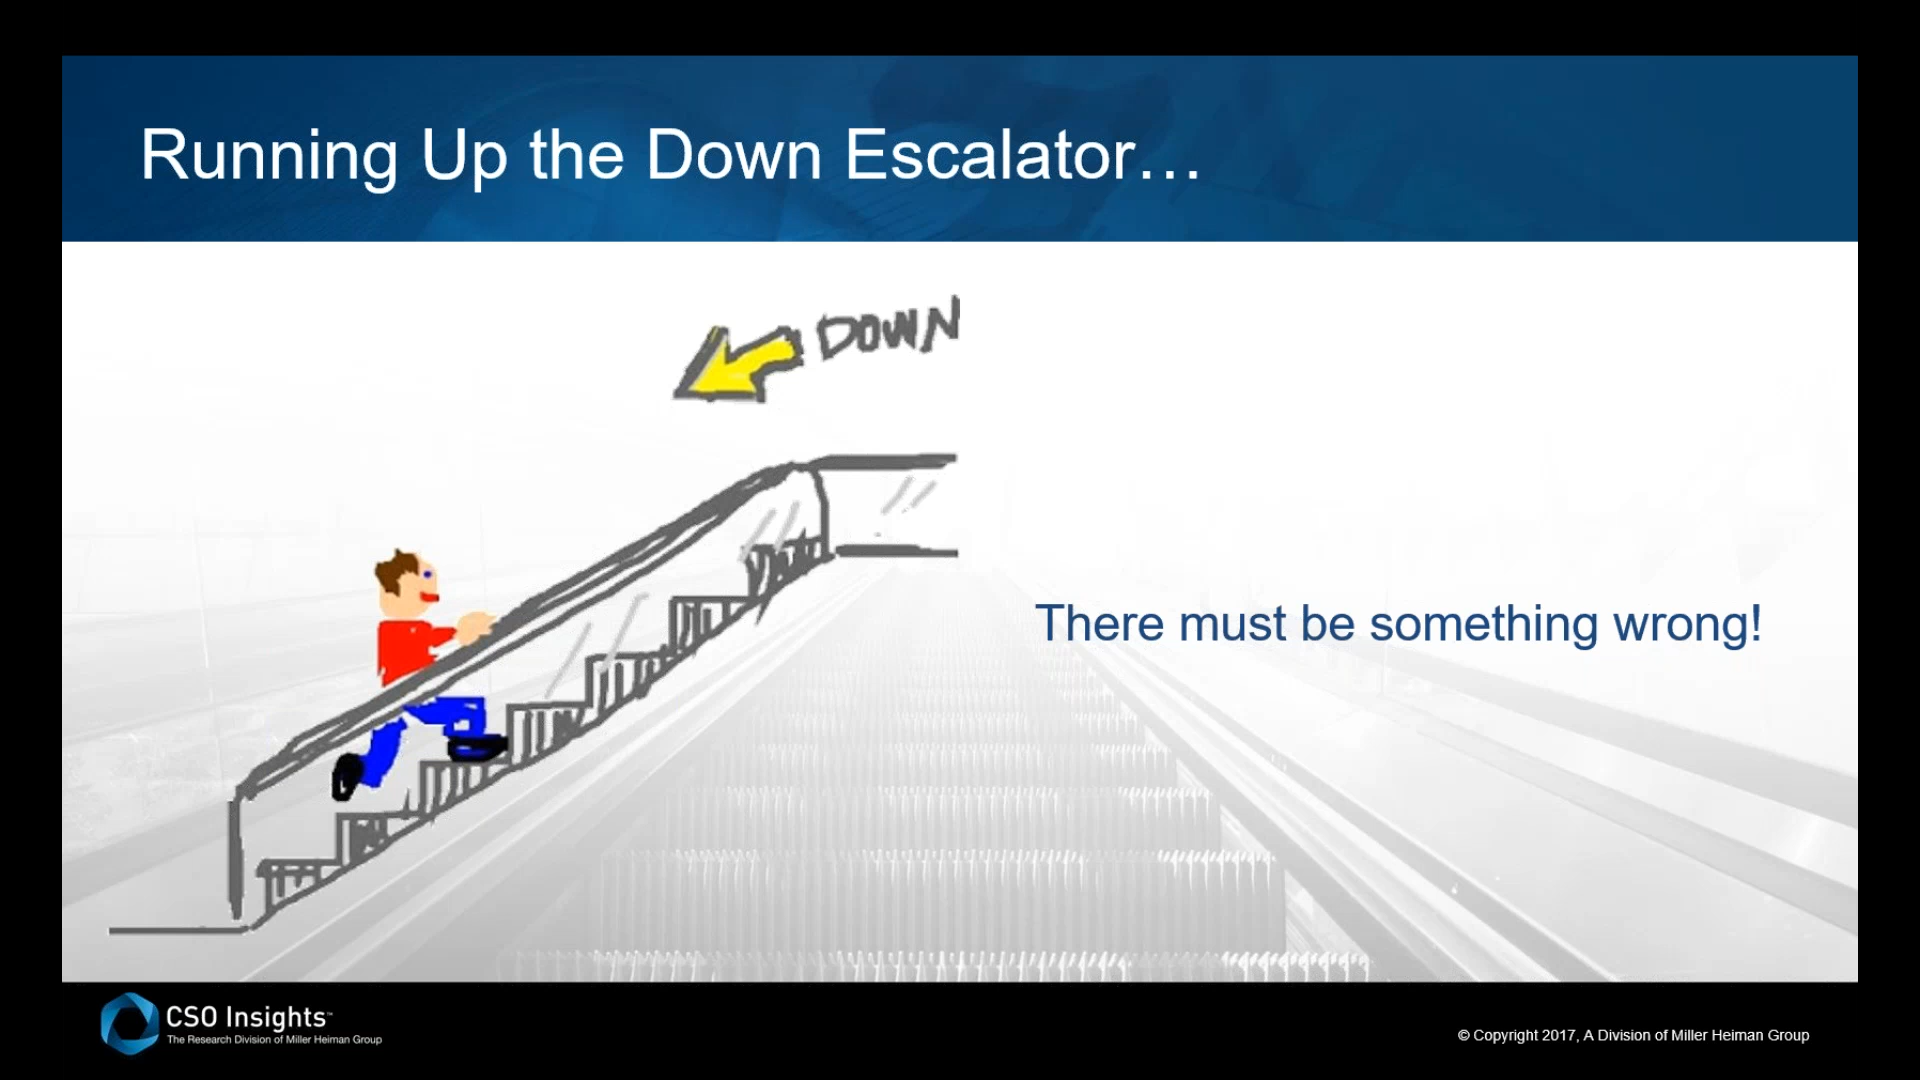 Running Up the Down Escalator…
DOWN
There must be something wrong!
CSO Insights™
The Research Division of Miller Heiman Group
© Copyright 2017, A Division of Miller Heiman Group